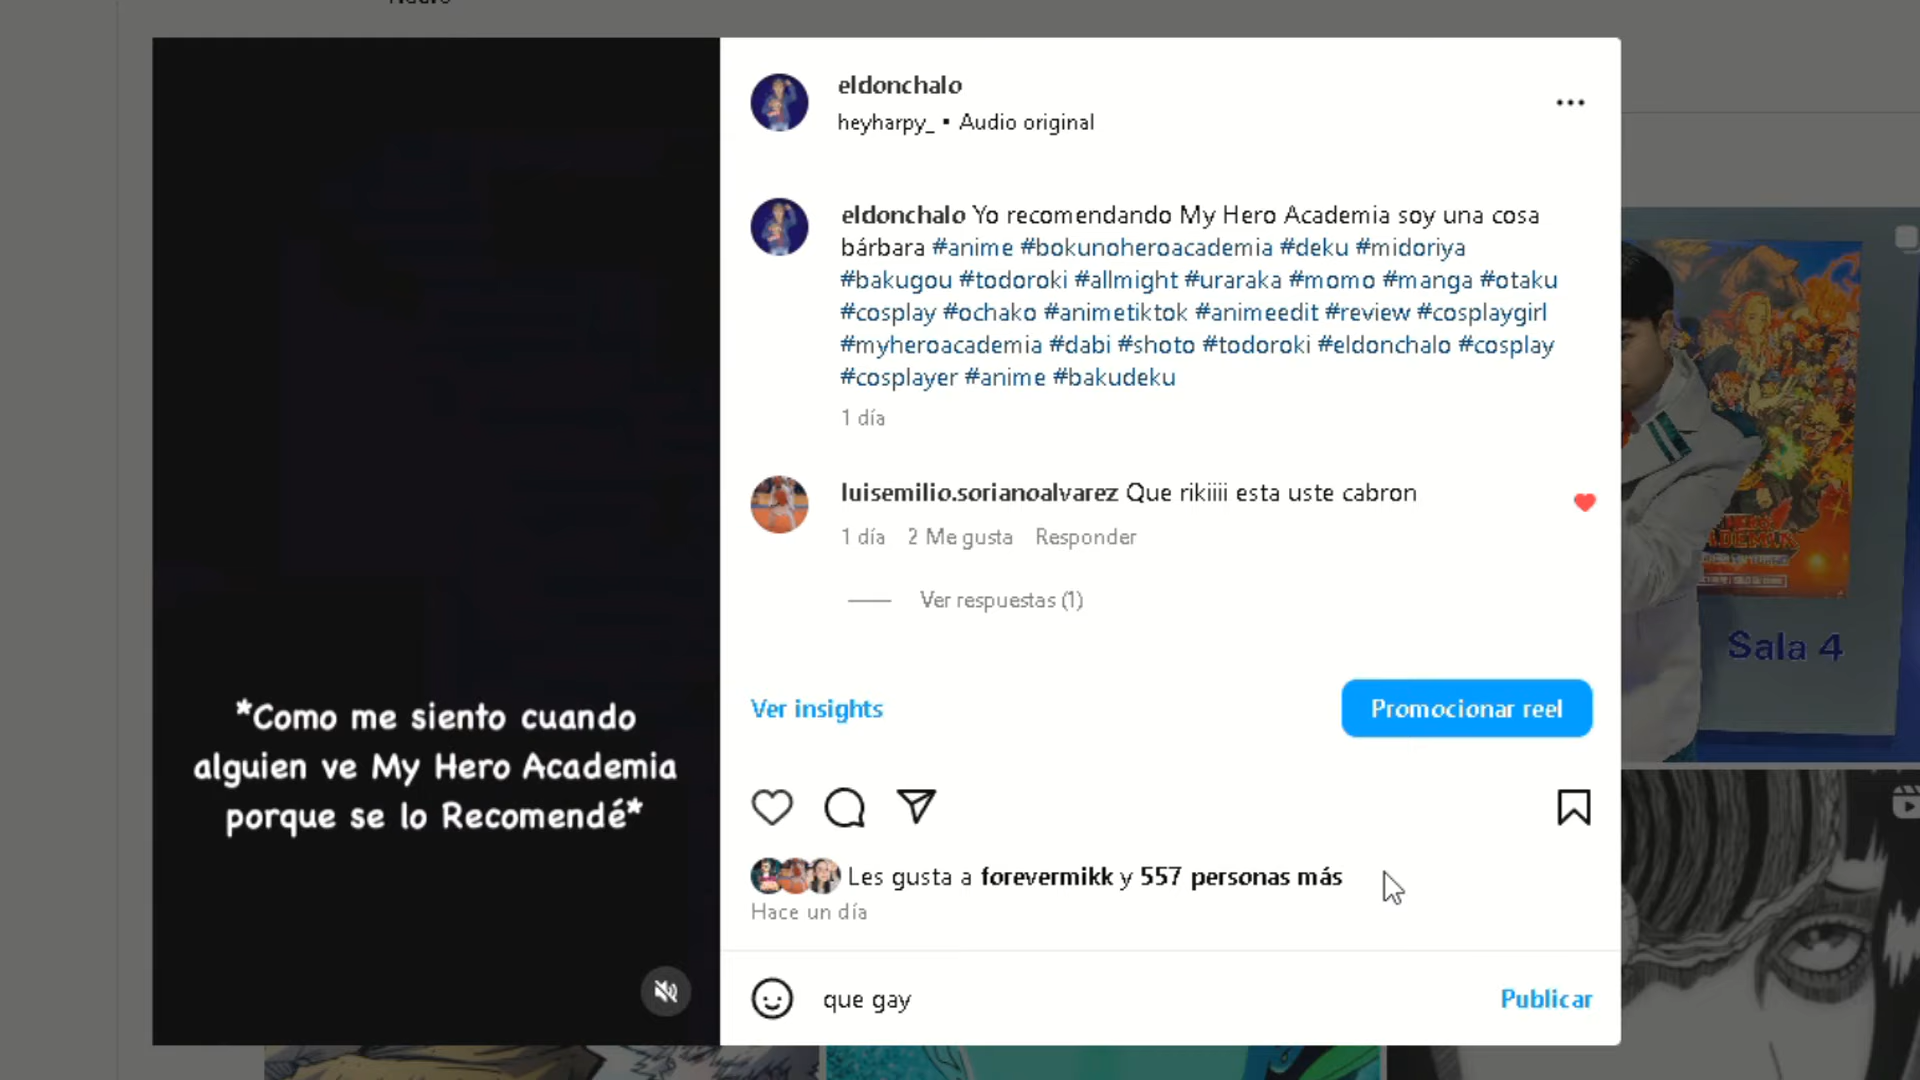 eldonchalo
heyharpy_ • Audio original
eldonchalo Yo recomendando My Hero Academia soy una cosa
bárbara #anime #bokunoheroacademia #deku #midoriya
#bakugou #todoroki #allmight #uraraka #momo #manga #otaku
#cosplay #ochako #animetiktok #animeedit #review #cosplaygirl
#myheroacademia #dabi #shoto #todoroki #eldonchalo #cosplay
#cosplayer #anime #bakudeku
1 día
luisemilio.sorianoalvarez Que rikiiii esta uste cabron
1 día 2 Me gusta Responder
Ver respuestas (1)
Ver insights
Promocionar reel
Les gusta a forevermikk y 557 personas más
Hace un día
que gay
Publicar
*Como me siento cuando
alguien ve My Hero Academia
porque se lo Recomendé*
Sala 4